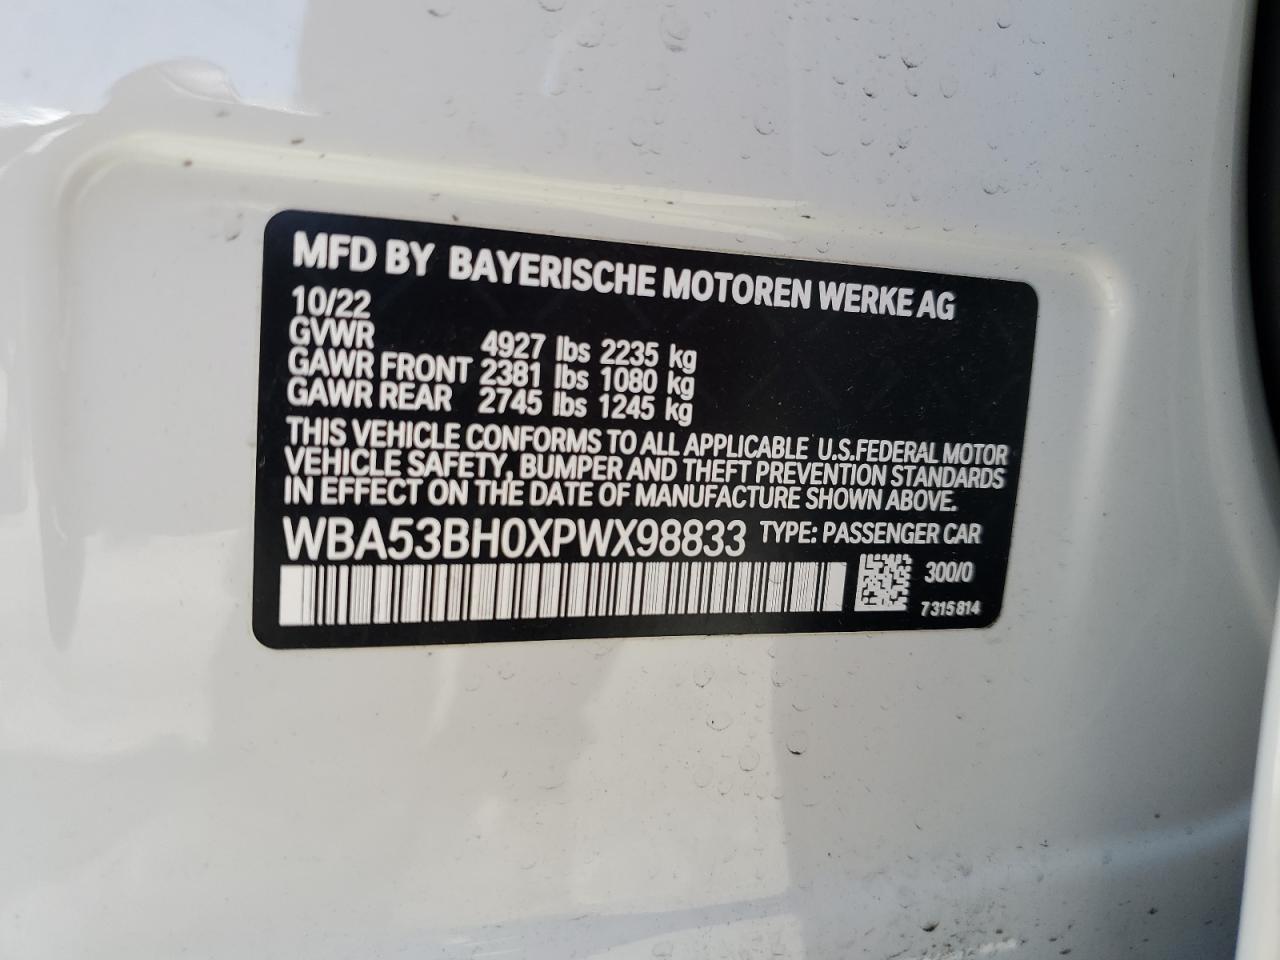 MFD BY BAYERISCHE MOTOREN WERKE AG
10/22
GVWR 4927 lbs 2235 kg
GAWR FRONT 2381 lbs 1080 kg
GAWR REAR 2745 lbs 1245 kg
THIS VEHICLE CONFORMS TO ALL APPLICABLE U.S.FEDERAL MOTOR
VEHICLE SAFETY, BUMPER AND THEFT PREVENTION STANDARDS
IN EFFECT ON THE DATE OF MANUFACTURE SHOWN ABOVE.
WBA53BH0XPWX98833 TYPE: PASSENGER CAR
300/0
7315814